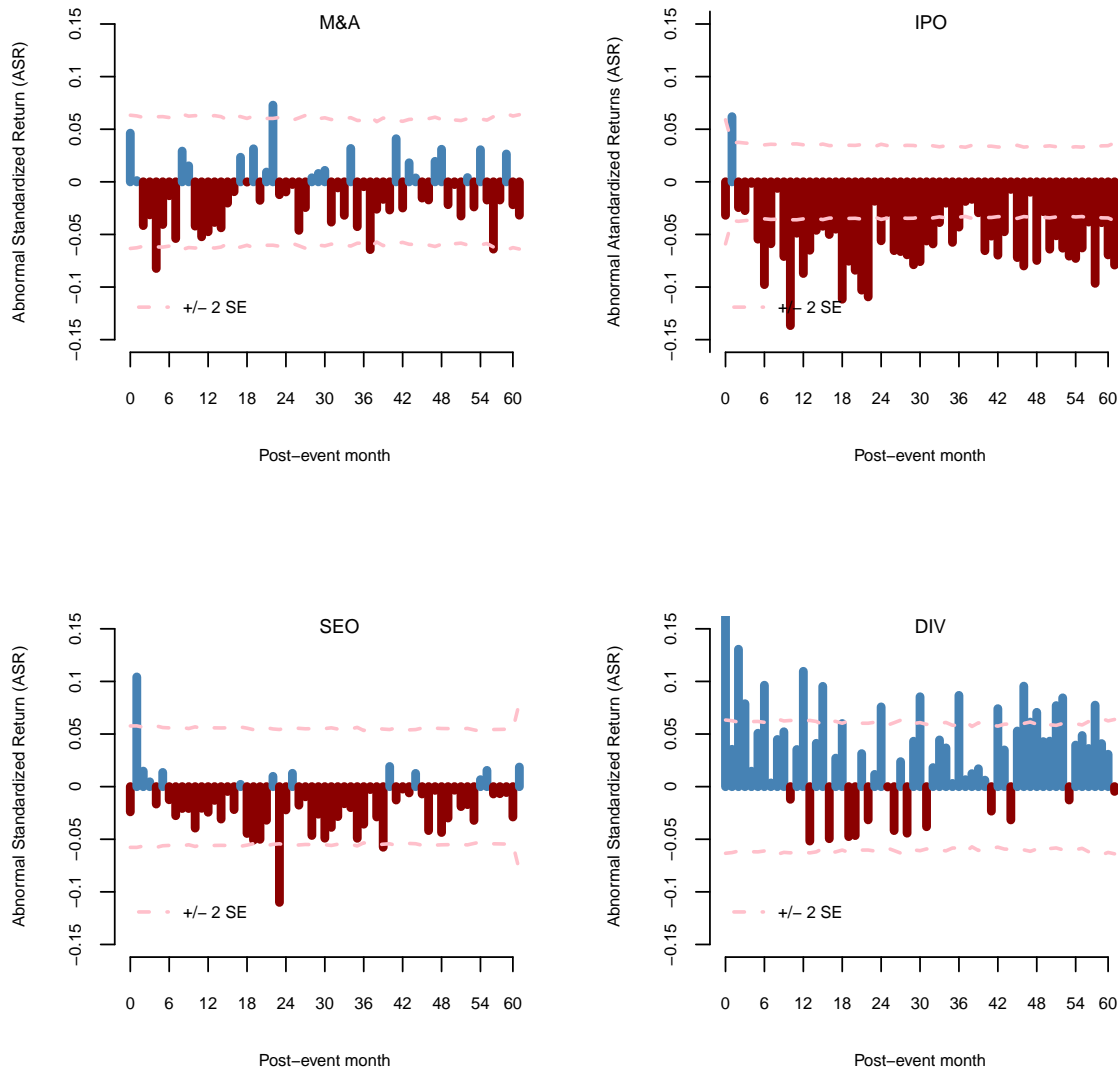 M&A
Abnormal Standardized Return (ASR)
0.15
0.1
0.05
0
−0.05
−0.1
−0.15
+/− 2 SE
0 6 12 18 24 30 36 42 48 54 60
Post−event month
IPO
Abnormal Atandardized Returns (ASR)
0.15
0.1
0.05
0
−0.05
−0.1
−0.15
+/− 2 SE
0 6 12 18 24 30 36 42 48 54 60
Post−event month
SEO
Abnormal Standardized Return (ASR)
0.15
0.1
0.05
0
−0.05
−0.1
−0.15
+/− 2 SE
0 6 12 18 24 30 36 42 48 54 60
Post−event month
DIV
Abnormal Standardized Return (ASR)
0.15
0.1
0.05
0
−0.05
−0.1
−0.15
+/− 2 SE
0 6 12 18 24 30 36 42 48 54 60
Post−event month